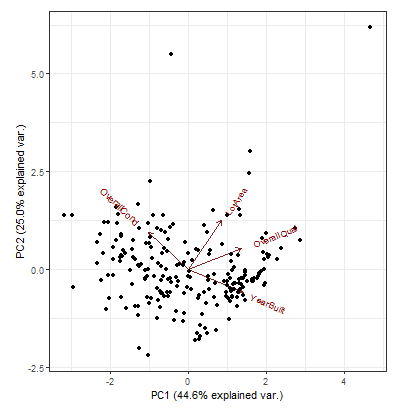 PC2 (25.0% explained var.)
5.0
2.5
0.0
-2.5
OverallCond
LotArea
OverallQual
YearBuilt
-2
0
2
4
PC1 (44.6% explained var.)